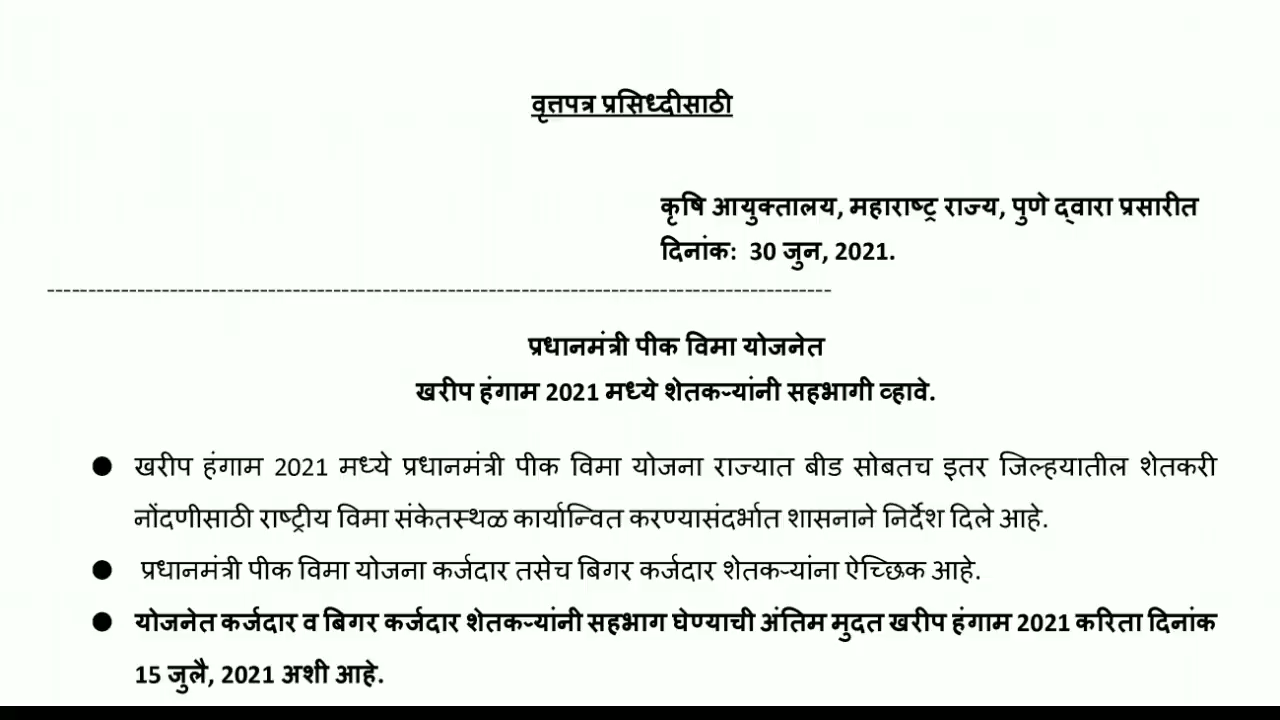 वृत्तपत्र प्रसिध्दीसाठी
कृषि आयुक्तालय, महाराष्ट्र राज्य, पुणे द्वारा प्रसारीत
दिनांक: 30 जुन, 2021.
--------------------------------------------------------------------------------------------------
प्रधानमंत्री पीक विमा योजनेत
खरीप हंगाम 2021 मध्ये शेतकऱ्यांनी सहभागी व्हावे.
● खरीप हंगाम 2021 मध्ये प्रधानमंत्री पीक विमा योजना राज्यात बीड सोबतच इतर जिल्हयातील शेतकरी
नोंदणीसाठी राष्ट्रीय विमा संकेतस्थळ कार्यान्वित करण्यासंदर्भात शासनाने निर्देश दिले आहे.
● प्रधानमंत्री पीक विमा योजना कर्जदार तसेच बिगर कर्जदार शेतकऱ्यांना ऐच्छिक आहे.
● योजनेत कर्जदार व बिगर कर्जदार शेतकऱ्यांनी सहभाग घेण्याची अंतिम मुदत खरीप हंगाम 2021 करिता दिनांक
15 जुलै, 2021 अशी आहे.